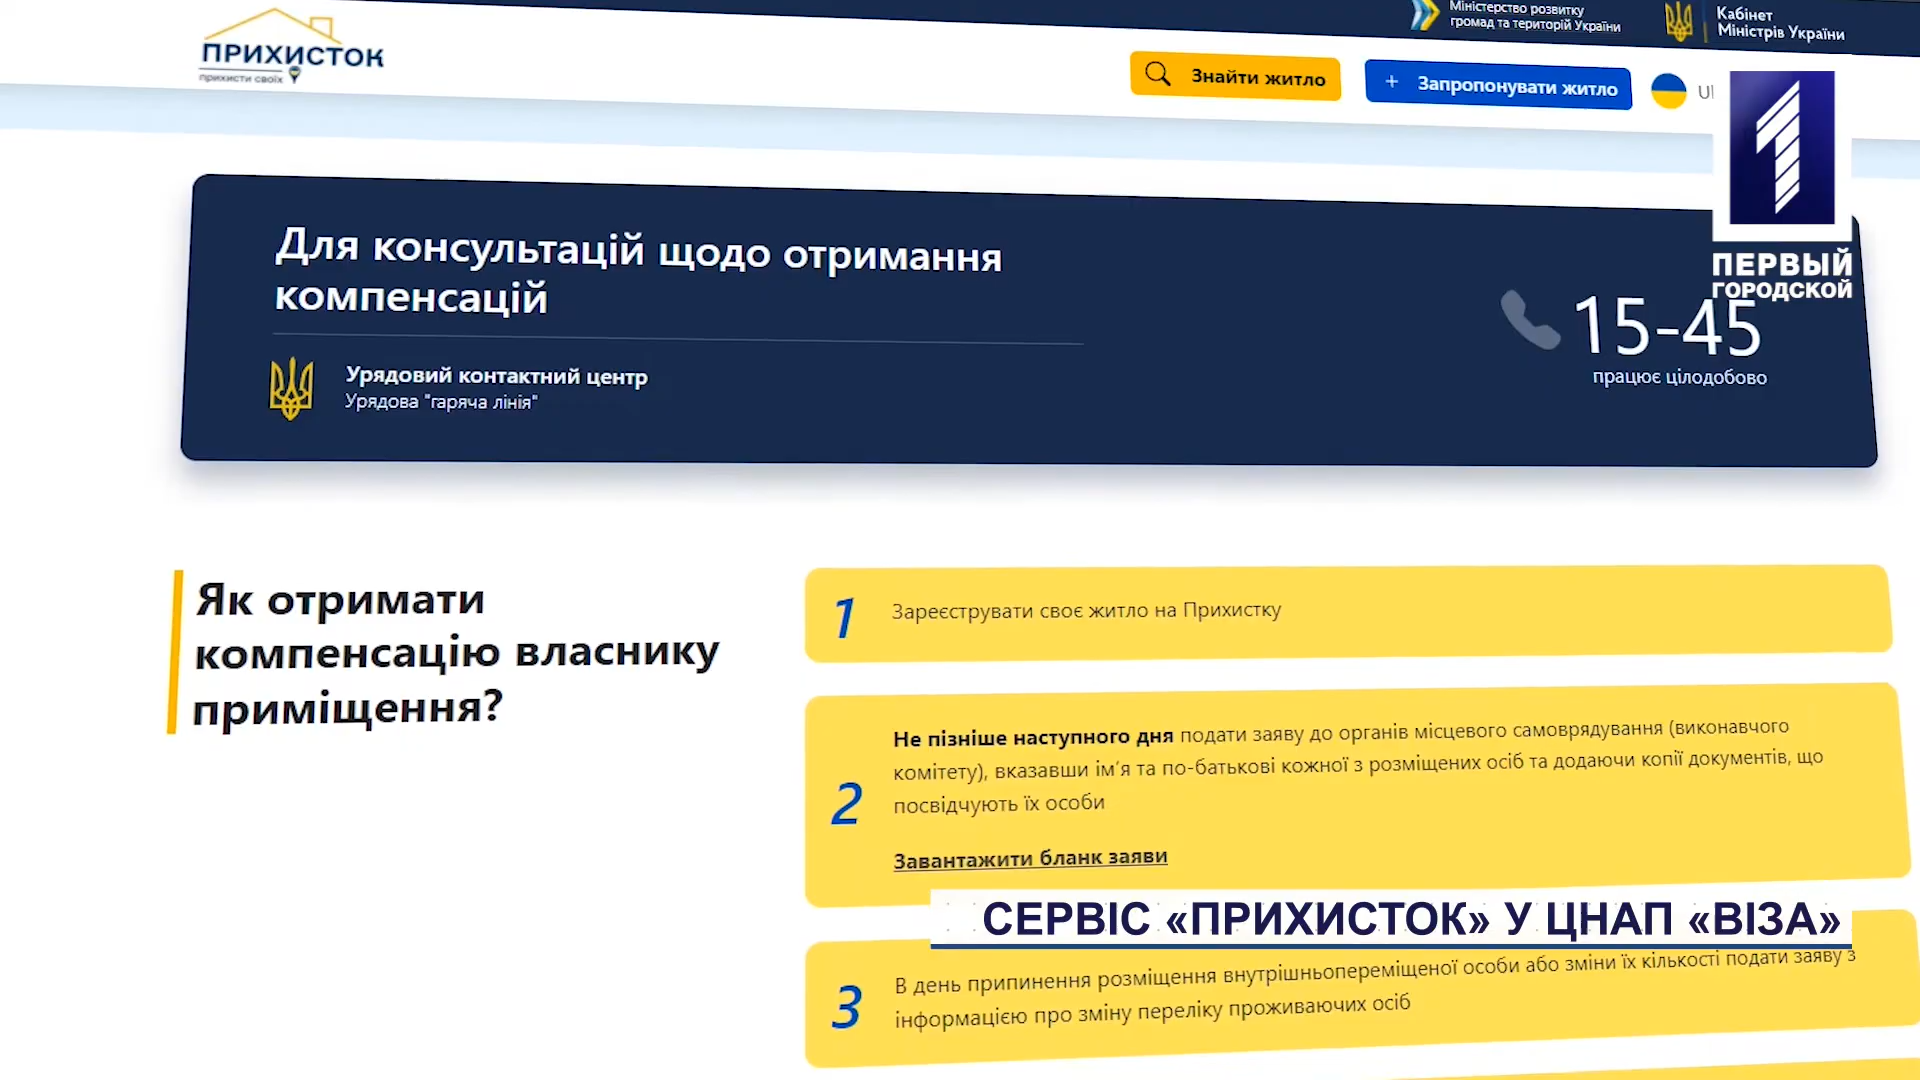 ПРИХИСТОК
прихисти своїх
Міністерство розвитку
громад та територій України
Кабінет
Міністрів України
Знайти житло
+ Запропонувати житло
1
ПЕРВЫЙ
ГОРОДСКОЙ
Для консультацій щодо отримання
компенсацій
Урядовий контактний центр
Урядова "гаряча лінія"
15-45
працює цілодобово
Як отримати
компенсацію власнику
приміщення?
1
Зареєструвати своє житло на Прихистку
2
Не пізніше наступного дня подати заяву до органів місцевого самоврядування (виконавчого
комітету), вказавши ім’я та по-батькові кожної з розміщених осіб та додаючи копії документів, що
посвідчують їх особи
Завантажити бланк заяви
СЕРВІС «ПРИХИСТОК» У ЦНАП «ВІЗА»
3
В день припинення розміщення внутрішньопереміщеної особи або зміни їх кількості подати заяву з
інформацією про зміну переліку проживаючих осіб